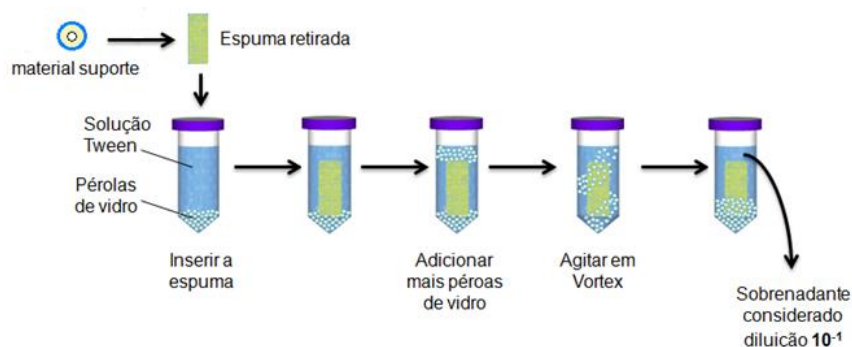 material suporte
Espuma retirada
Solução
Tween
Pérolas
de vidro
Inserir a
espuma
Adicionar
mais péroas
de vidro
Agitar em
Vortex
Sobrenadante
considerado
diluição 10⁻¹